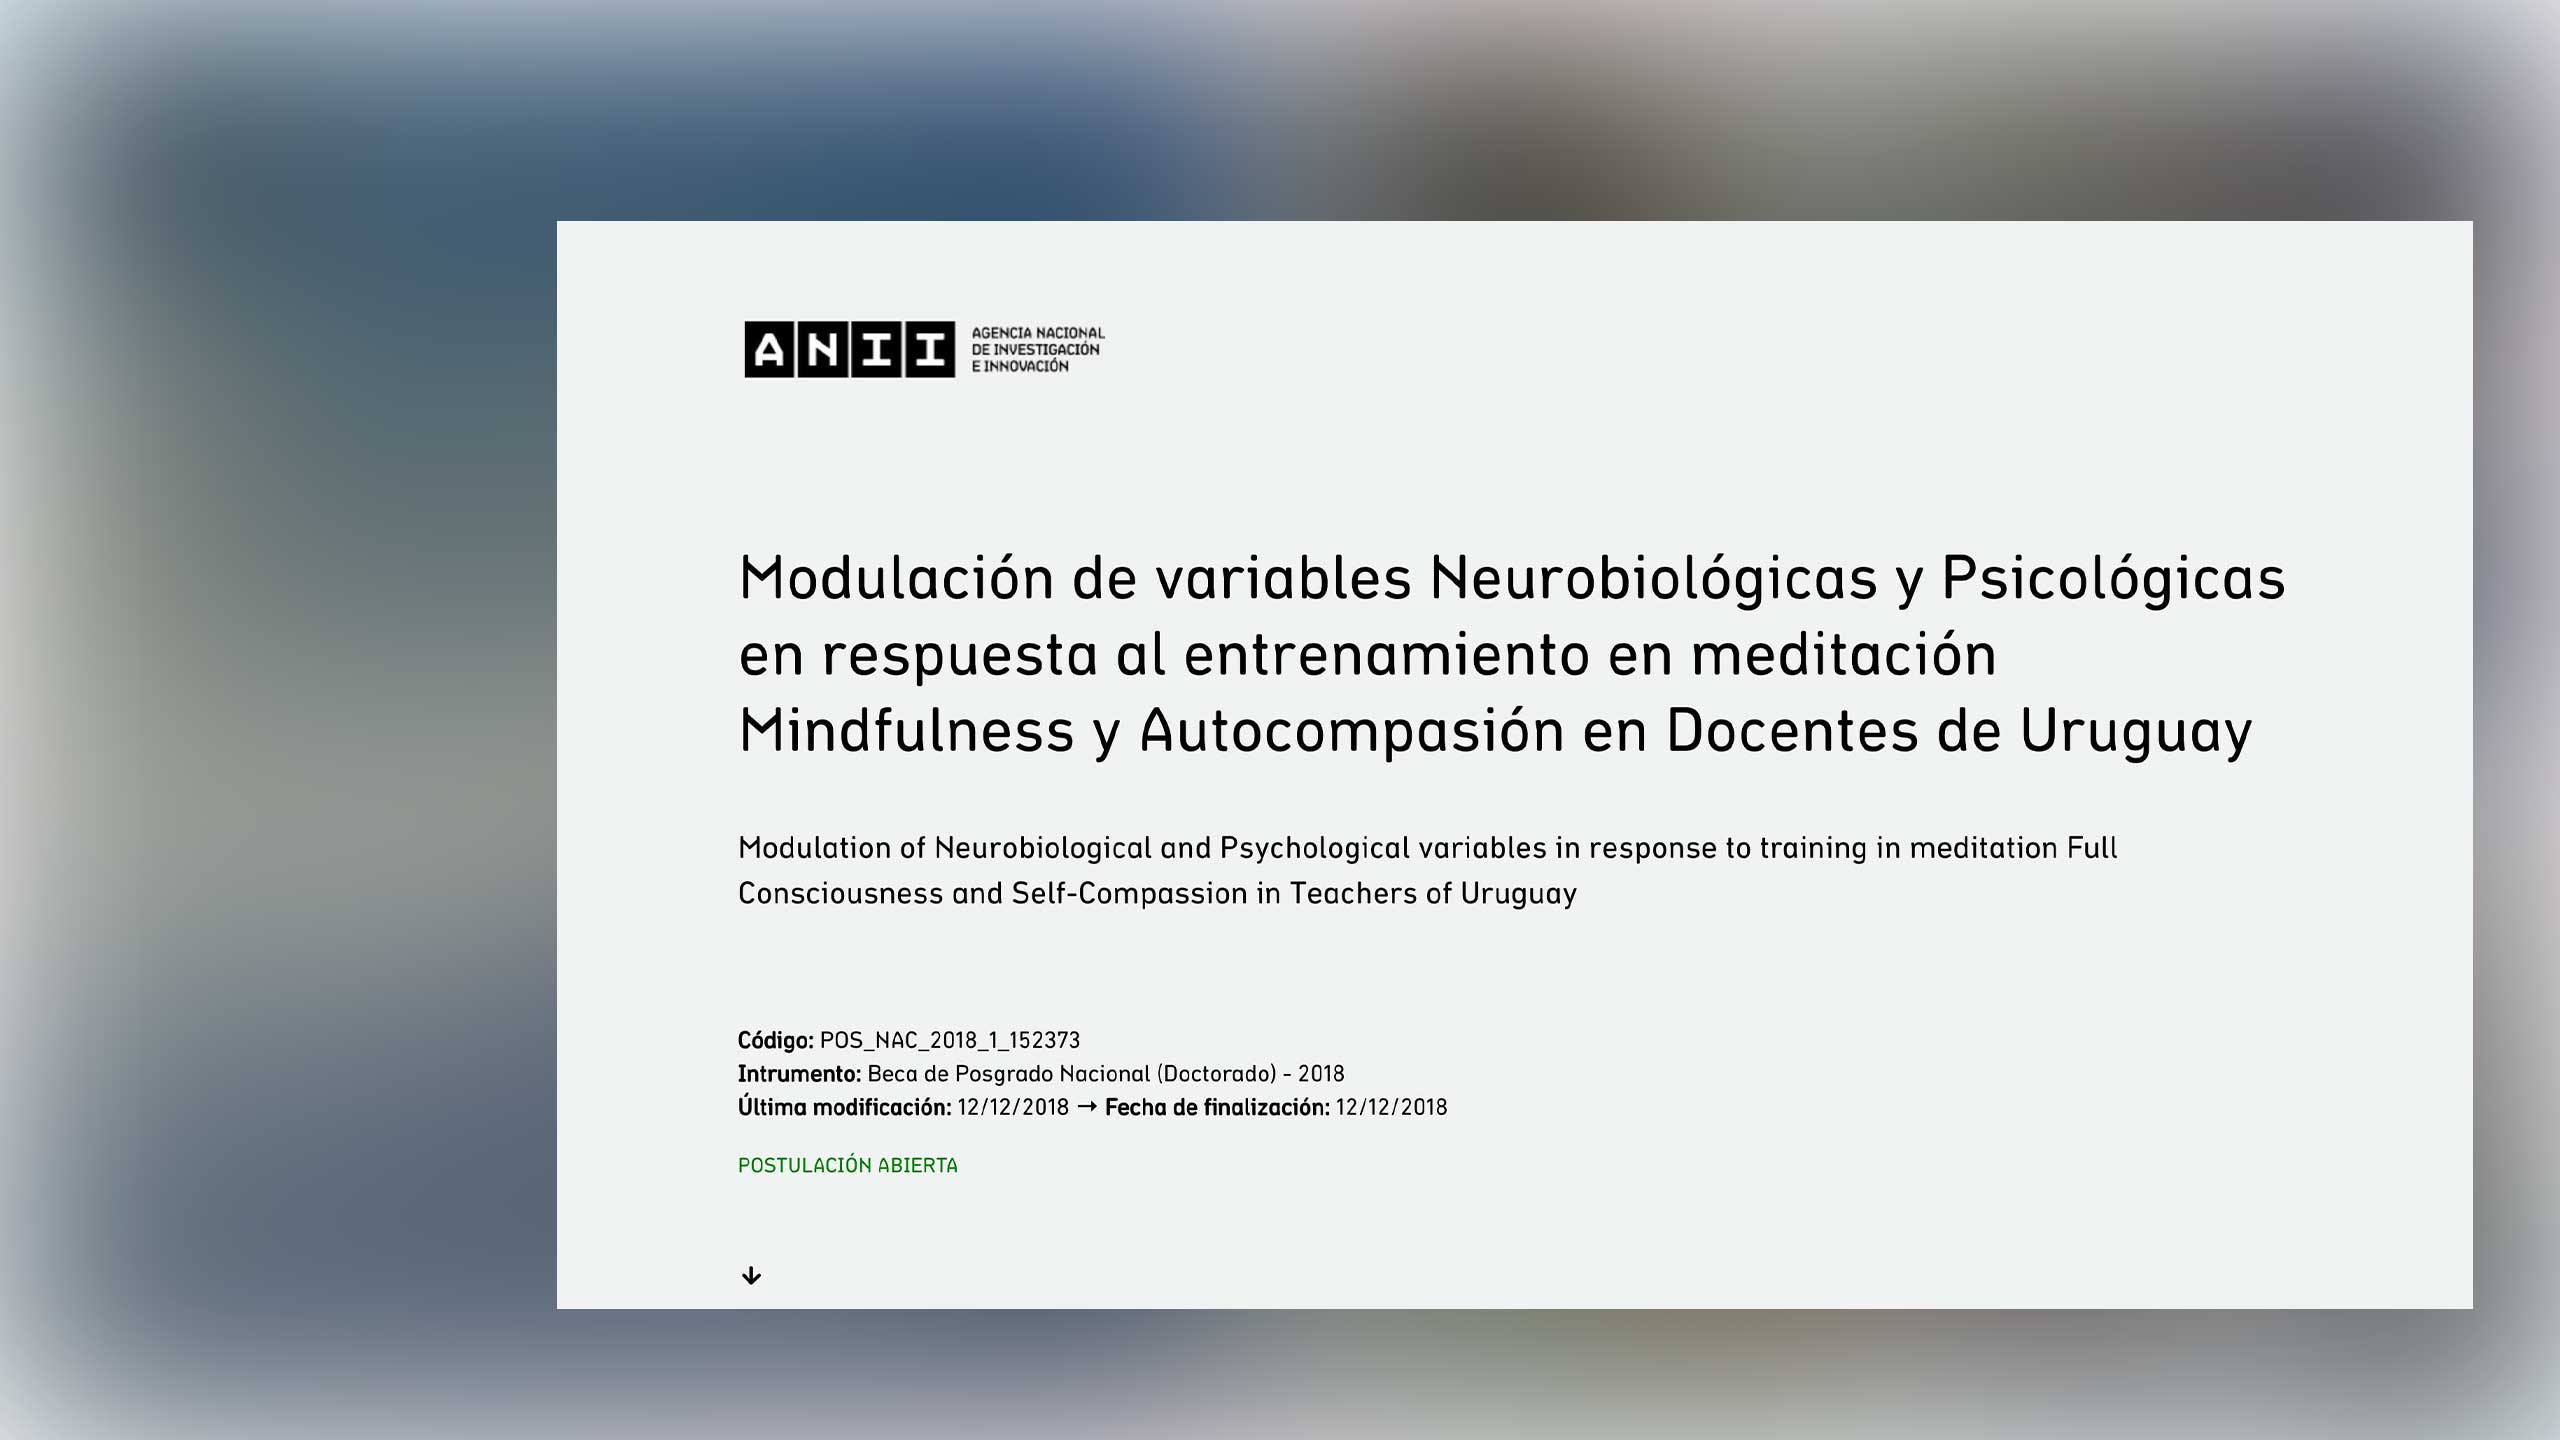 ANII
AGENCIA NACIONAL
DE INVESTIGACIÓN
E INNOVACIÓN
Modulación de variables Neurobiológicas y Psicológicas
en respuesta al entrenamiento en meditación
Mindfulness y Autocompasión en Docentes de Uruguay
Modulation of Neurobiological and Psychological variables in response to training in meditation Full
Consciousness and Self-Compassion in Teachers of Uruguay
Código: POS_NAC_2018_1_152373
Intrumento: Beca de Posgrado Nacional (Doctorado) - 2018
Última modificación: 12/12/2018 → Fecha de finalización: 12/12/2018
POSTULACIÓN ABIERTA
↓